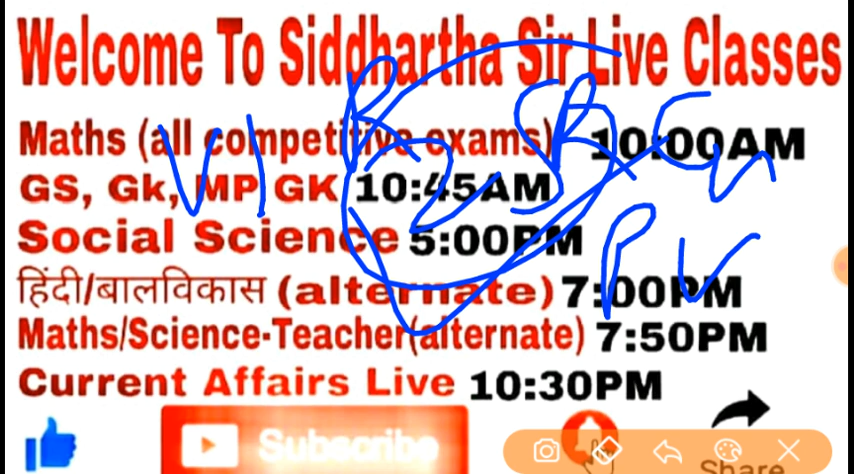 Welcome To Siddhartha Sir Live Classes
Maths (all competitive exams) 10:00AM
GS, Gk, MP GK 10:45AM
Social Science 5:00PM
हिंदी/बालविकास (alternate) 7:00PM
Maths/Science-Teacher(alternate) 7:50PM
Current Affairs Live 10:30PM
Subscribe
Share